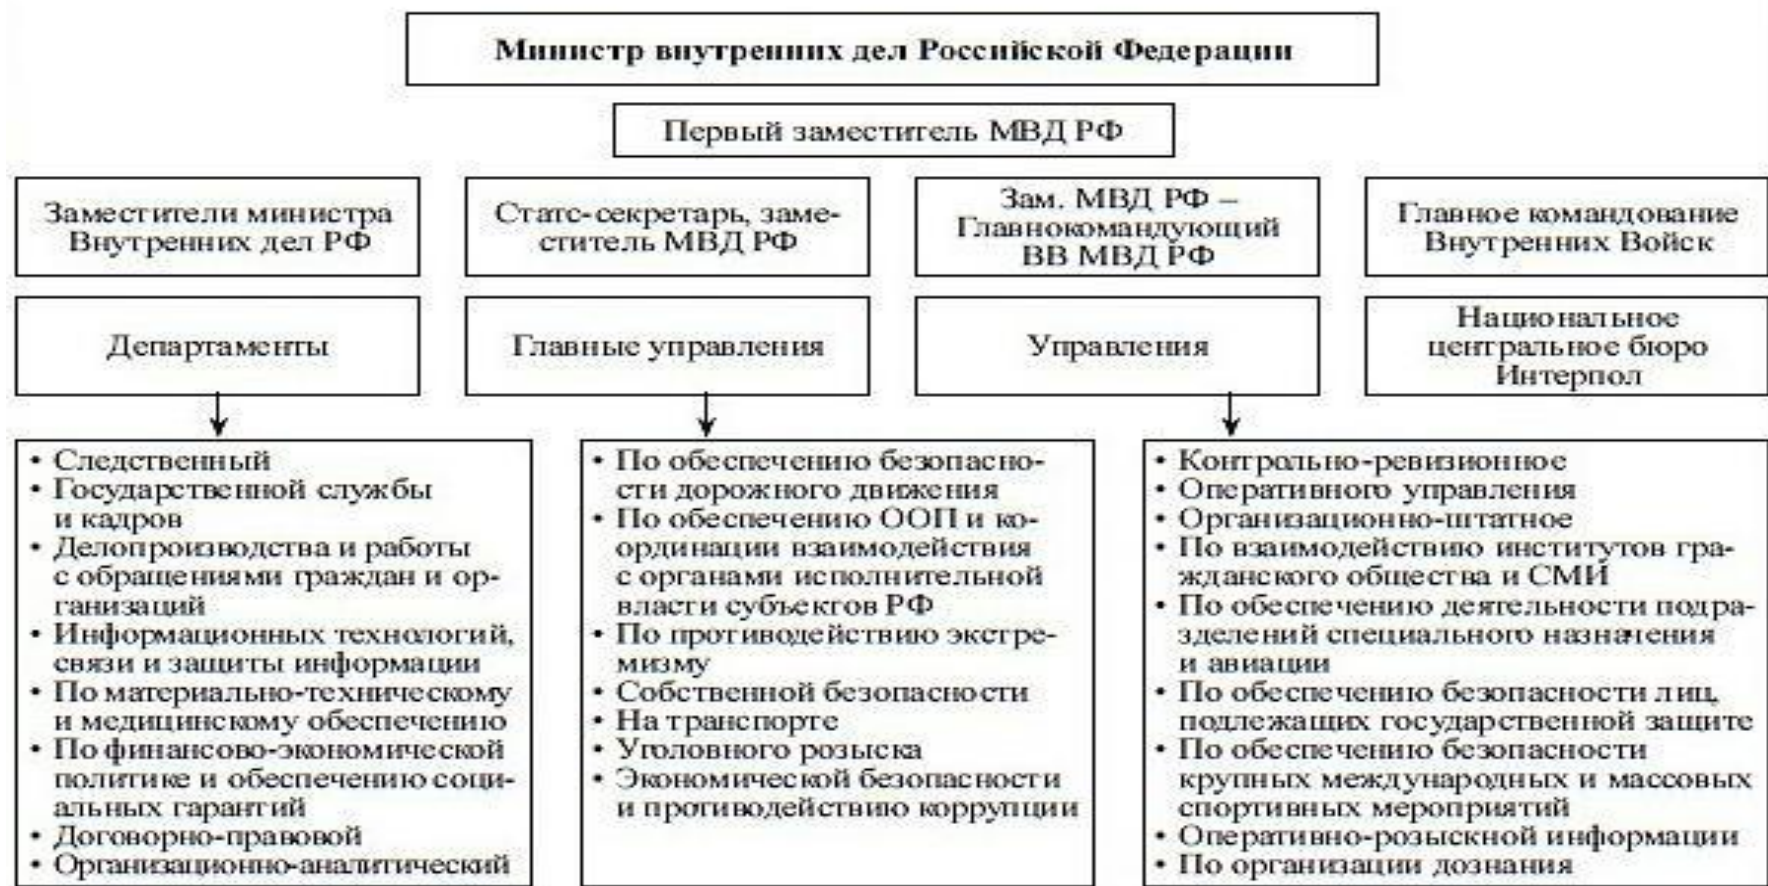 Министр внутренних дел Российской Федерации
Первый заместитель МВД РФ
Заместители министра
Внутренних дел РФ
Статс-секретарь, заме-
ститель МВД РФ
Зам. МВД РФ –
Главнокомандующий
ВВ МВД РФ
Главное командование
Внутренних Войск
Департаменты
Главные управления
Управления
Национальное
центральное бюро
Интерпол
• Следственный
• Государственной службы
и кадров
• Делопроизводства и работы
с обращениями граждан и ор-
ганизаций
• Информационных технологий,
связи и защиты информации
• По материально-техническому
и медицинскому обеспечению
• По финансово-экономической
политике и обеспечению соци-
альных гарантий
• Договорно-правовой
• Организационно-аналитический
• По обеспечению безопасно-
сти дорожного движения
• По обеспечению ООП и ко-
ординации взаимодействия
с органами исполнительной
власти субъектов РФ
• По противодействию экстре-
мизму
• Собственной безопасности
• На транспорте
• Уголовного розыска
• Экономической безопасности
и противодействию коррупции
• Контрольно-ревизионное
• Оперативного управления
• Организационно-штатное
• По взаимодействию институтов гра-
жданского общества и СМИ
• По обеспечению деятельности подра-
зделений специального назначения
и авиации
• По обеспечению безопасности лиц,
подлежащих государственной защите
• По обеспечению безопасности
крупных международных и массовых
спортивных мероприятий
• Оперативно-розыскной информации
• По организации дознания